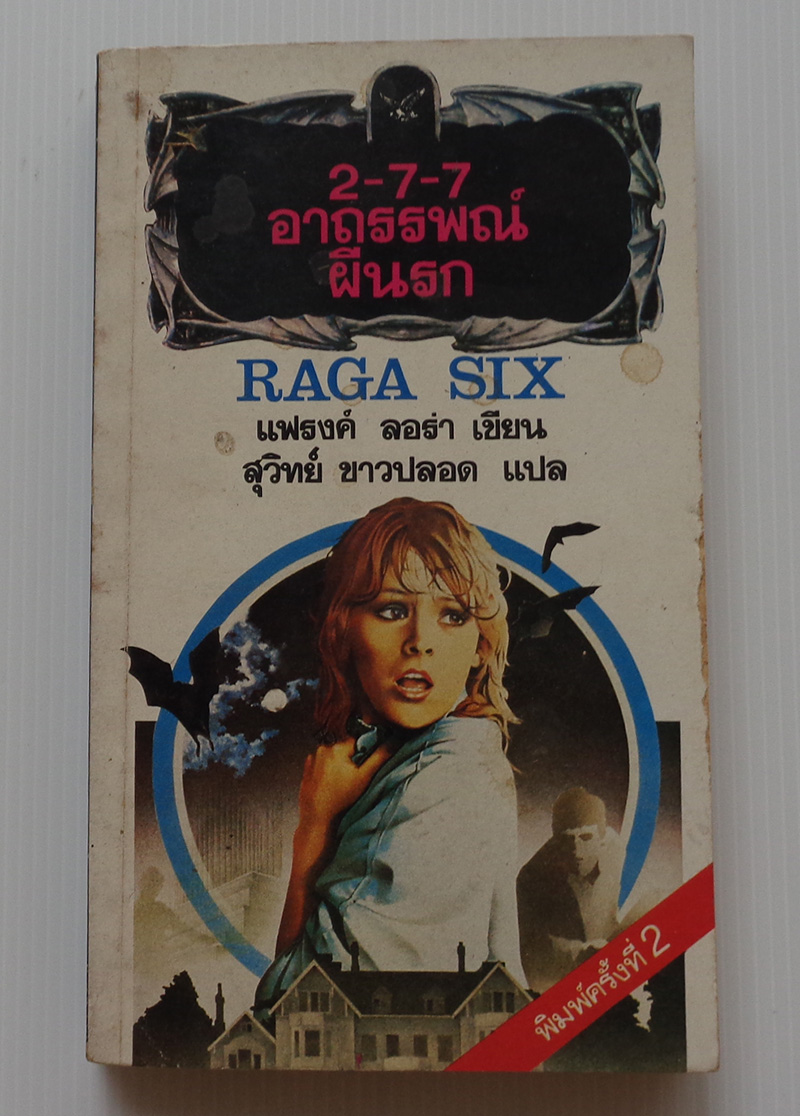 2-7-7
อาถรรพณ์
ผีนรก
RAGA SIX
แฟรงค์ ลอร่า เขียน
สุวิทย์ ขาวปลอด แปล
พิมพ์ครั้งที่ 2